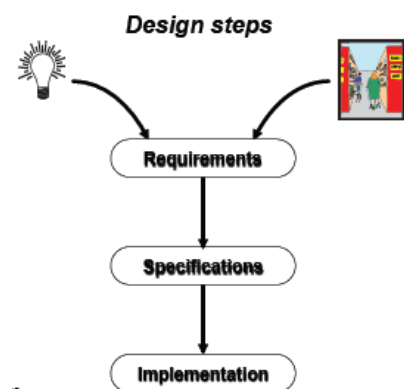 Design steps
Requirements
Specifications
Implementation